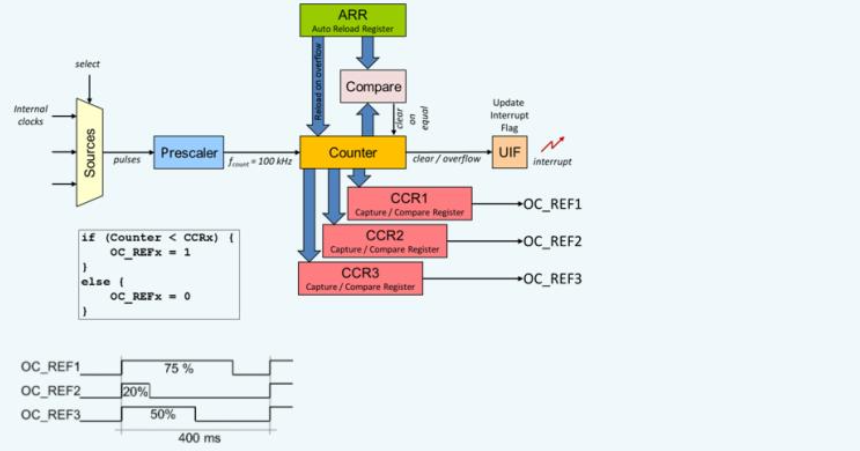 ARR
Auto Reload Register
select
Reload on overflow
Compare
clear
on
equal
Update
Interrupt
Flag
Internal
clocks
Sources
pulses
Prescaler
fcount = 100 kHz
Counter
clear / overflow
UIF
interrupt
CCR1
Capture / Compare Register
OC_REF1
CCR2
Capture / Compare Register
OC_REF2
CCR3
Capture / Compare Register
OC_REF3
if (Counter < CCRx) {
OC_REFx = 1
}
else {
OC_REFx = 0
}
OC_REF1
75 %
OC_REF2
20%
OC_REF3
50%
400 ms